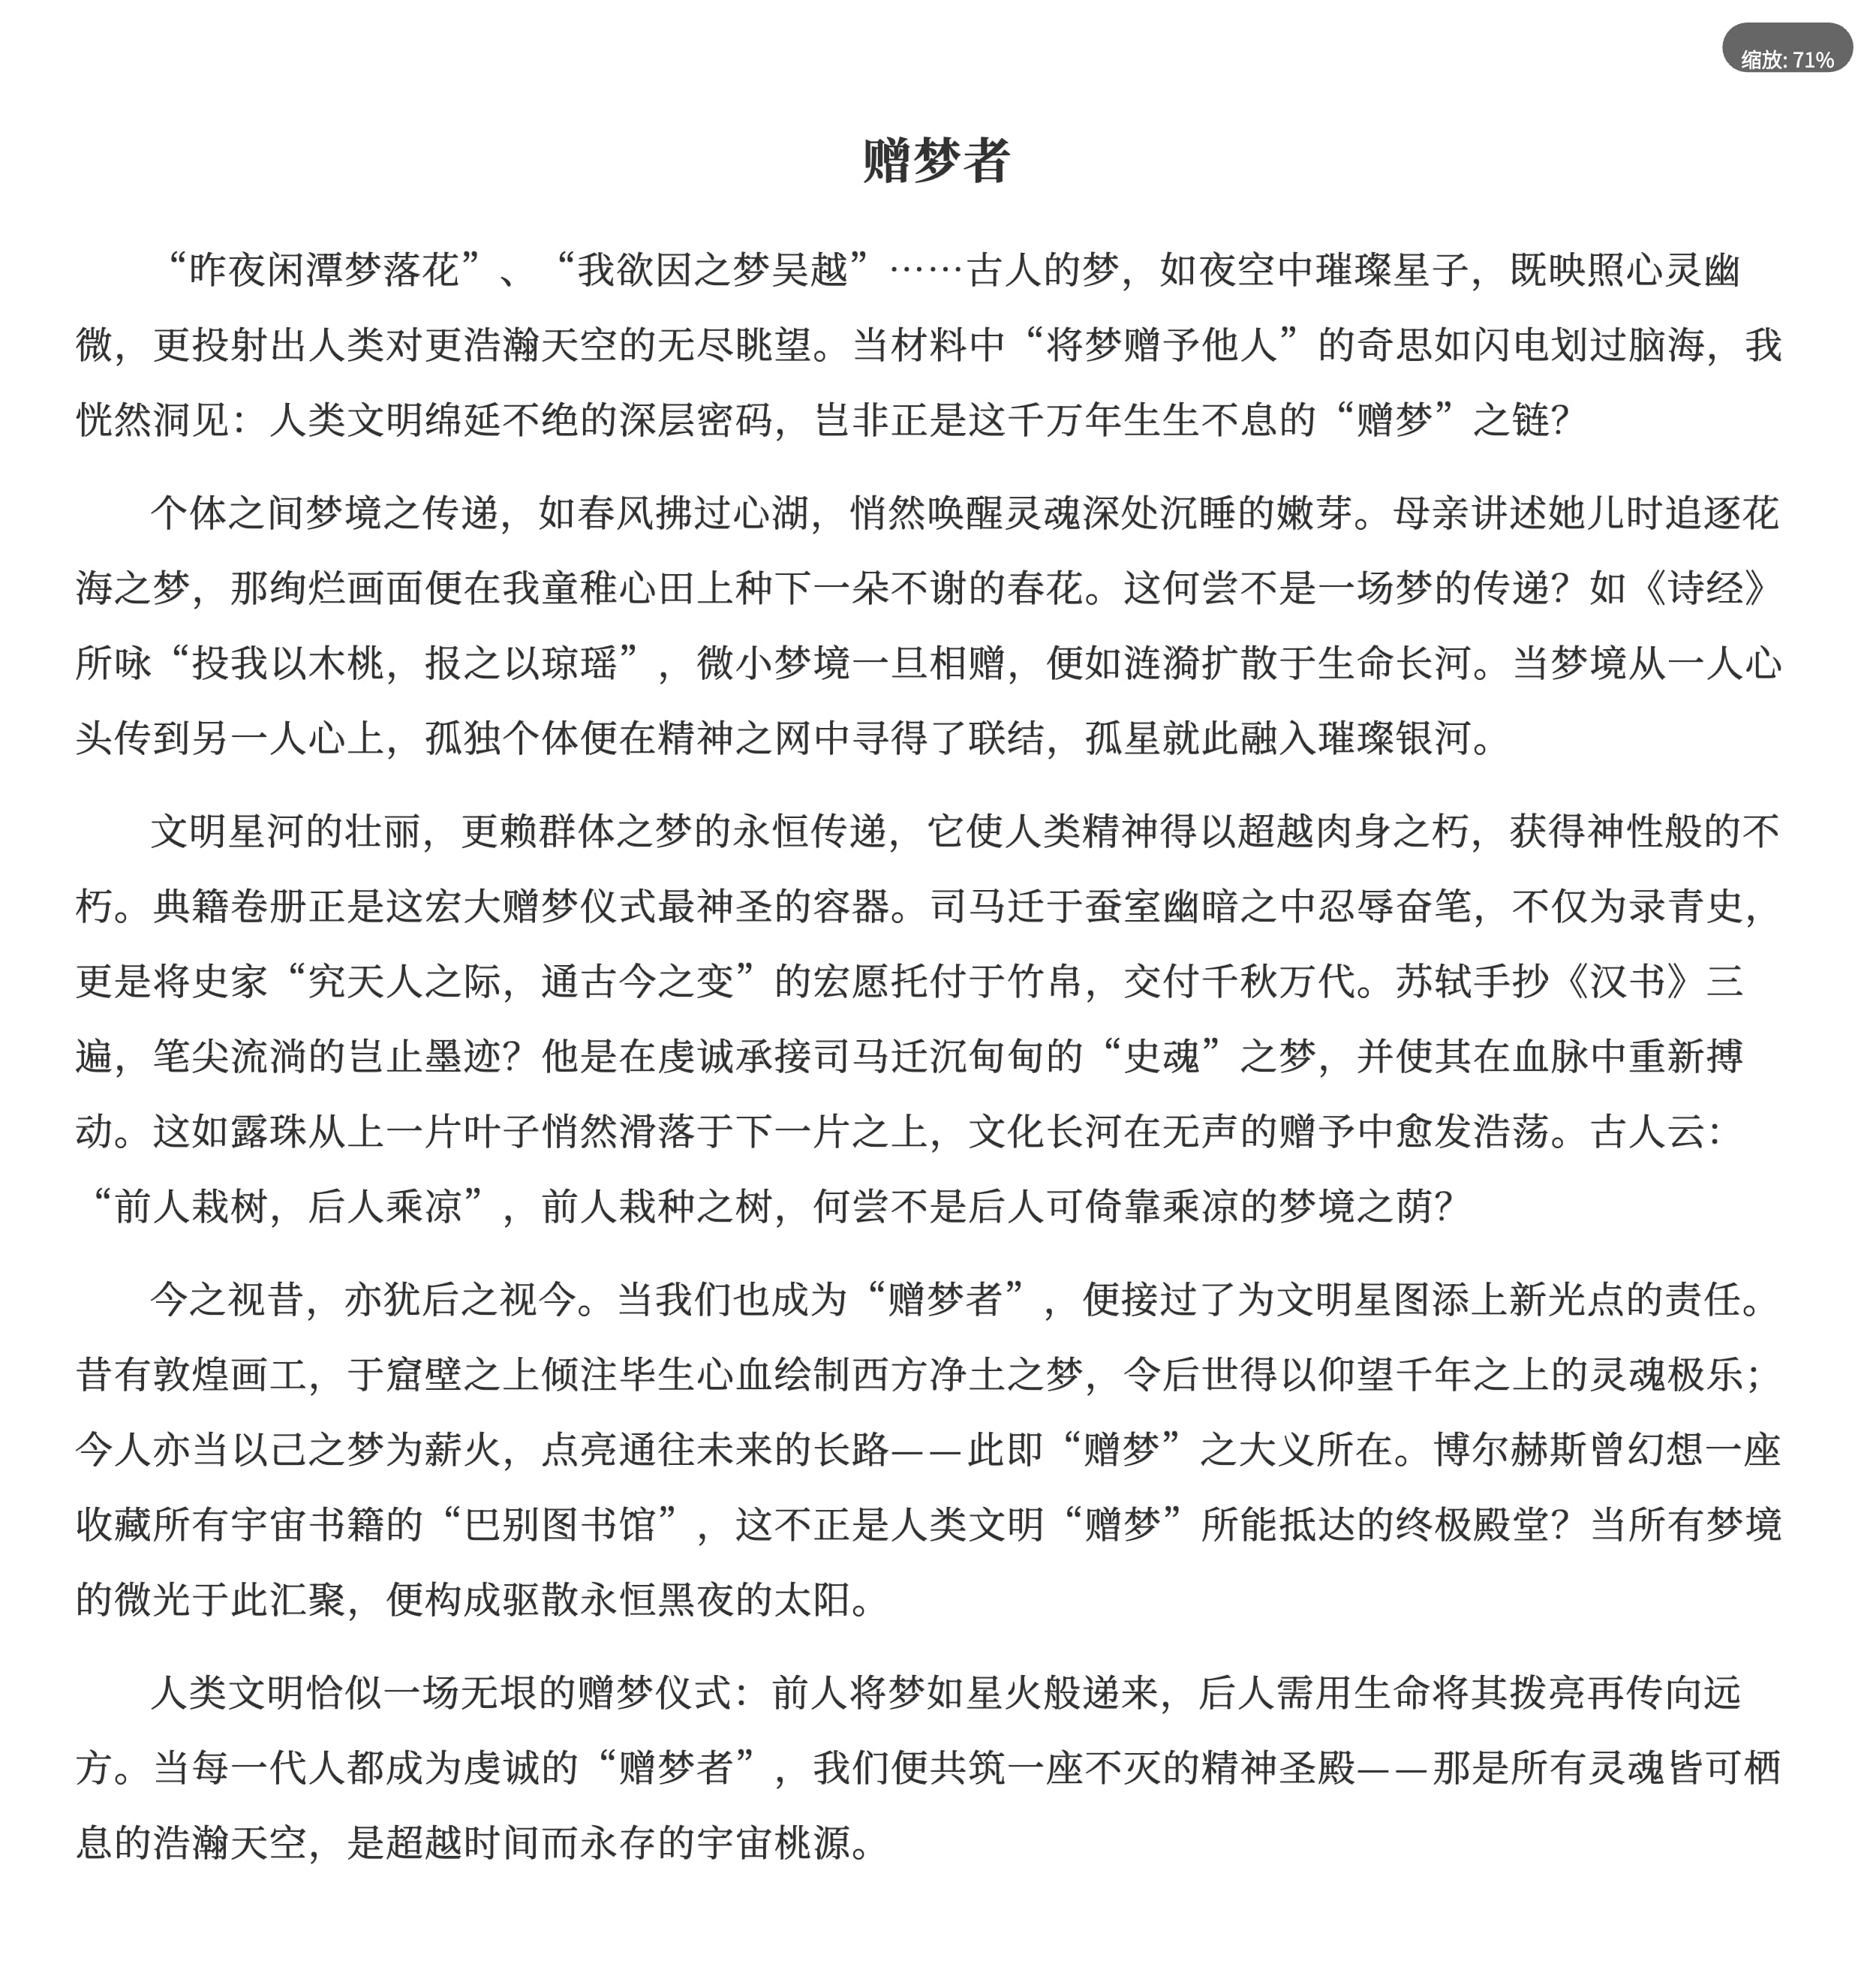 缩放: 71%
赠梦者
“昨夜闲潭梦落花”、“我欲因之梦吴越”……古人的梦，如夜空中璀璨星子，既映照心灵幽
微，更投射出人类对更浩瀚天空的无尽眺望。当材料中“将梦赠予他人”的奇思如闪电划过脑海，我
恍然洞见：人类文明绵延不绝的深层密码，岂非正是这千万年生生不息的“赠梦”之链？
个体之间梦境之传递，如春风拂过心湖，悄然唤醒灵魂深处沉睡的嫩芽。母亲讲述她儿时追逐花
海之梦，那绚烂画面便在我童稚心田上种下一朵不谢的春花。这何尝不是一场梦的传递？如《诗经》
所咏“投我以木桃，报之以琼瑶”，微小梦境一旦相赠，便如涟漪扩散于生命长河。当梦境从一人心
头传到另一人心上，孤独个体便在精神之网中寻得了联结，孤星就此融入璀璨银河。
文明星河的壮丽，更赖群体之梦的永恒传递，它使人类精神得以超越肉身之朽，获得神性般的不
朽。典籍卷册正是这宏大赠梦仪式最神圣的容器。司马迁于蚕室幽暗之中忍辱奋笔，不仅为录青史，
更是将史家“究天人之际，通古今之变”的宏愿托付于竹帛，交付千秋万代。苏轼手抄《汉书》三
遍，笔尖流淌的岂止墨迹？他是在虔诚承接司马迁沉甸甸的“史魂”之梦，并使其在血脉中重新搏
动。这如露珠从上一片叶子悄然滑落于下一片之上，文化长河在无声的赠予中愈发浩荡。古人云：
“前人栽树，后人乘凉”，前人栽种之树，何尝不是后人可倚靠乘凉的梦境之荫？
今之视昔，亦犹后之视今。当我们也成为“赠梦者”，便接过了为文明星图添上新光点的责任。
昔有敦煌画工，于窟壁之上倾注毕生心血绘制西方净土之梦，令后世得以仰望千年之上的灵魂极乐；
今人亦当以己之梦为薪火，点亮通往未来的长路——此即“赠梦”之大义所在。博尔赫斯曾幻想一座
收藏所有宇宙书籍的“巴别图书馆”，这不正是人类文明“赠梦”所能抵达的终极殿堂？当所有梦境
的微光于此汇聚，便构成驱散永恒黑夜的太阳。
人类文明恰似一场无垠的赠梦仪式：前人将梦如星火般递来，后人需用生命将其拨亮再传向远
方。当每一代人都成为虔诚的“赠梦者”，我们便共筑一座不灭的精神圣殿——那是所有灵魂皆可栖
息的浩瀚天空，是超越时间而永存的宇宙桃源。